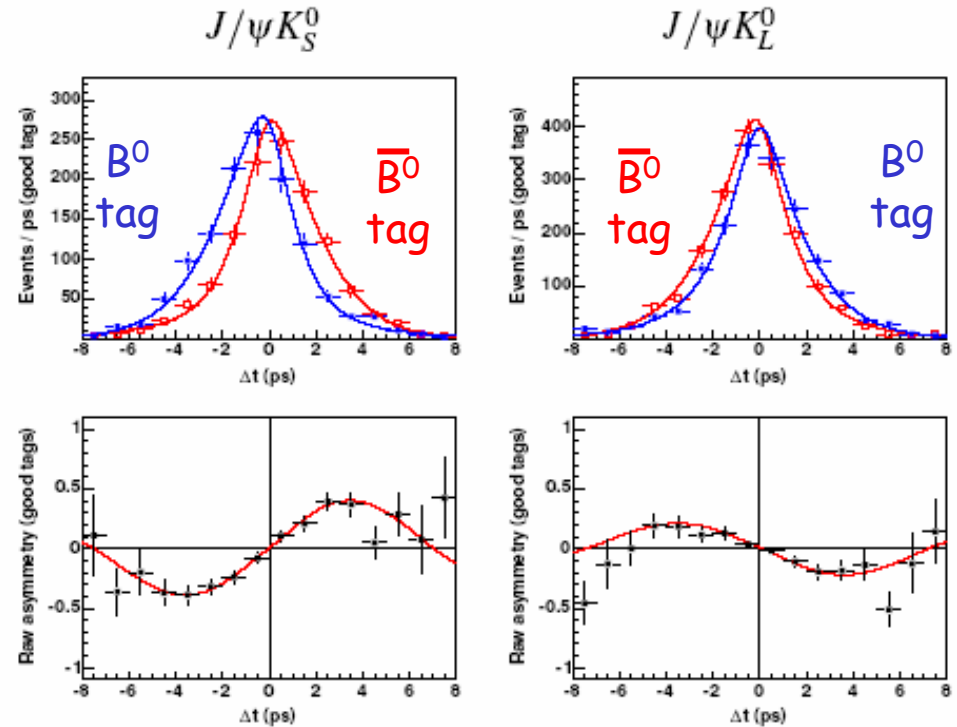 J/ψK⁰_S
J/ψK⁰_L
Events / ps (good tags)
300
250
200
150
100
50
B⁰
tag
B̅⁰
tag
-8 -6 -4 -2 0 2 4 6 8
Δt (ps)
Events / ps (good tags)
400
300
200
100
B̅⁰
tag
B⁰
tag
-8 -6 -4 -2 0 2 4 6 8
Δt (ps)
Raw asymmetry (good tags)
1
0.5
0
-0.5
-1
-8 -6 -4 -2 0 2 4 6 8
Δt (ps)
Raw asymmetry (good tags)
1
0.5
0
-0.5
-1
-8 -6 -4 -2 0 2 4 6 8
Δt (ps)